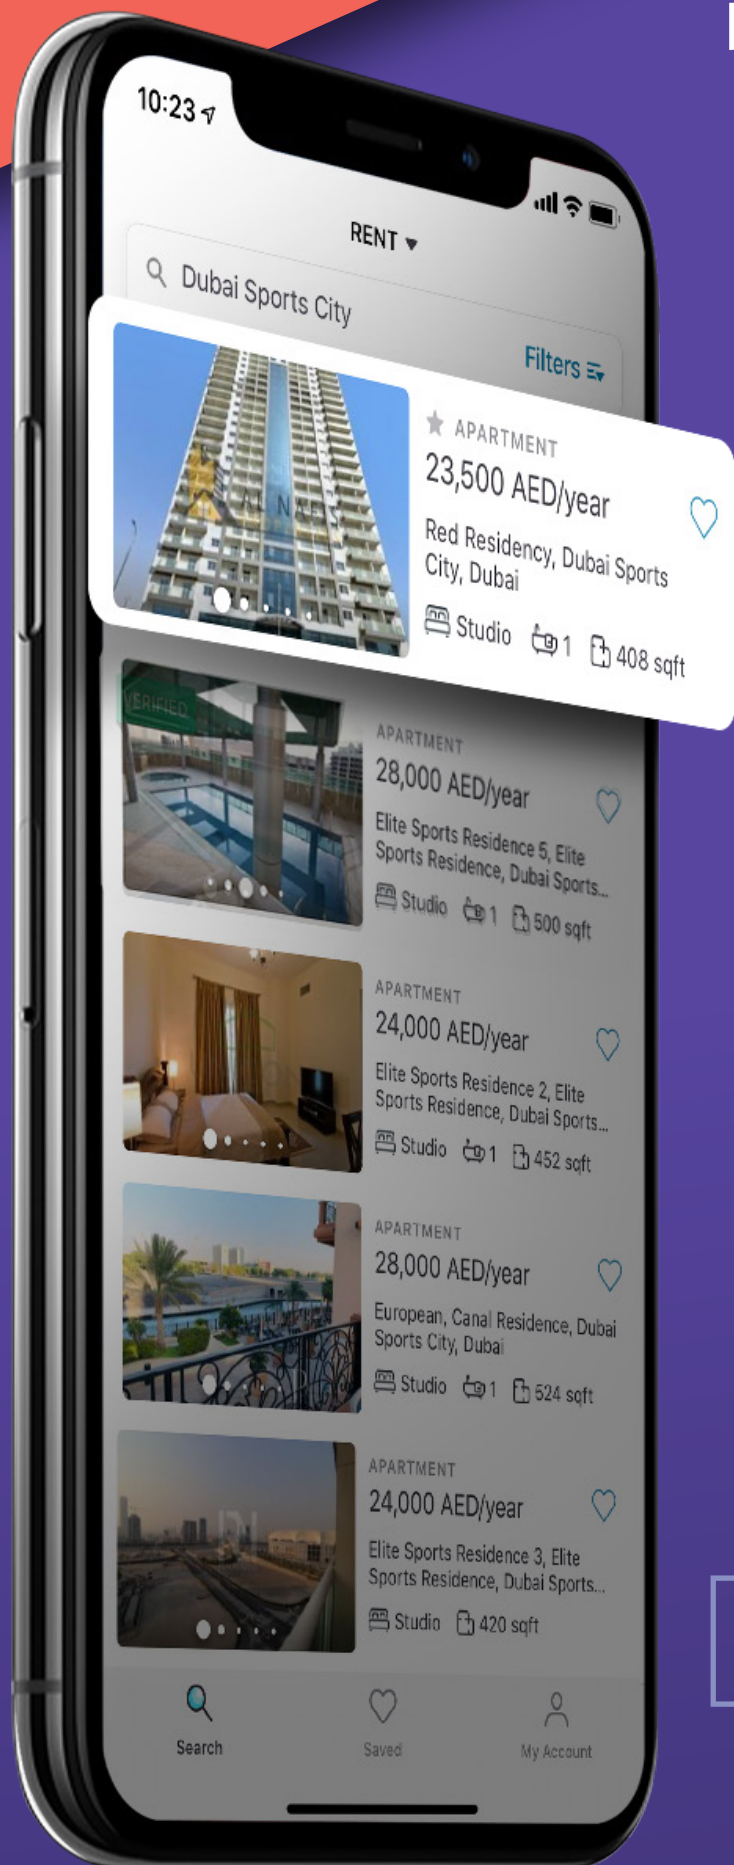 10:23
RENT
Dubai Sports City
Filters
APARTMENT
23,500 AED/year
Red Residency, Dubai Sports
City, Dubai
Studio 1 408 sqft
VERIFIED
APARTMENT
28,000 AED/year
Elite Sports Residence 5, Elite
Sports Residence, Dubai Sports...
Studio 1 500 sqft
APARTMENT
24,000 AED/year
Elite Sports Residence 2, Elite
Sports Residence, Dubai Sports...
Studio 1 452 sqft
APARTMENT
28,000 AED/year
European, Canal Residence, Dubai
Sports City, Dubai
Studio 1 524 sqft
APARTMENT
24,000 AED/year
Elite Sports Residence 3, Elite
Sports Residence, Dubai Sports...
Studio 420 sqft
Search
Saved
My Account